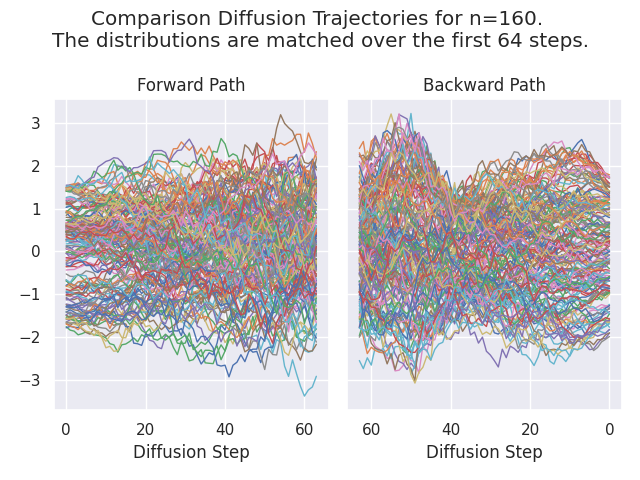 Comparison Diffusion Trajectories for n=160.
The distributions are matched over the first 64 steps.
Forward Path
Backward Path
3
2
1
0
−1
−2
−3
0 20 40 60
60 40 20 0
Diffusion Step
Diffusion Step